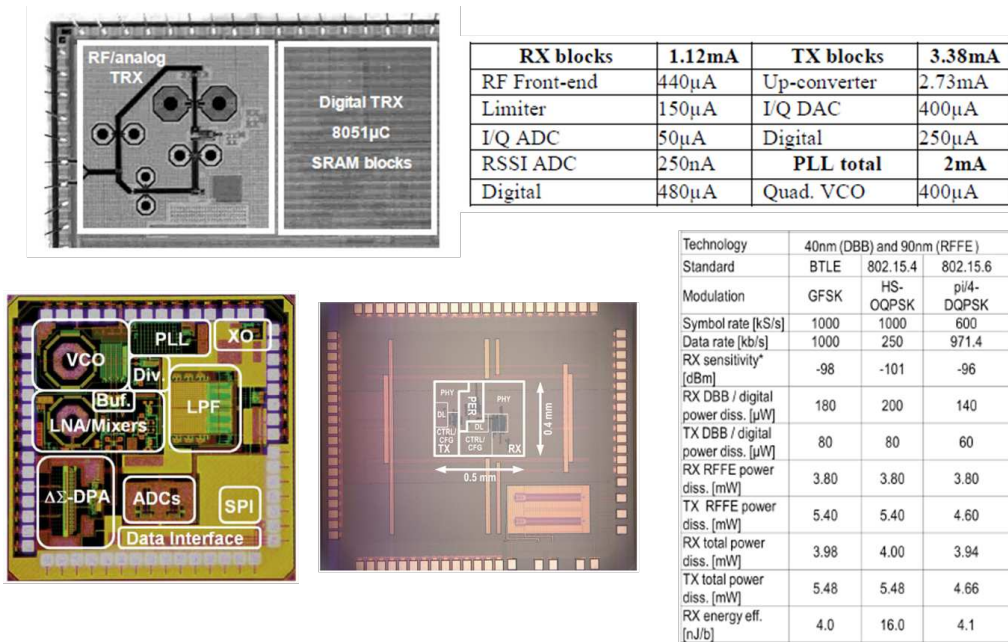 RF/analog
TRX
Digital TRX
8051µC
SRAM blocks
RX blocks 1.12mA TX blocks 3.38mA
RF Front-end 440µA Up-converter 2.73mA
Limiter 150µA I/Q DAC 400µA
I/Q ADC 50µA Digital 250µA
RSSI ADC 250nA PLL total 2mA
Digital 480µA Quad. VCO 400µA
VCO
PLL
XO
Div.
Buf.
LPF
LNA/Mixers
ΔΣ-DPA
ADCs
SPI
Data Interface
PHY
PER
PHY
DL
DL
CTRL/
CFG
CTRL/
CFG
TX
RX
0.4 mm
0.5 mm
Technology 40nm (DBB) and 90nm (RFFE )
Standard BTLE 802.15.4 802.15.6
Modulation GFSK HS-OQPSK pi/4-DQPSK
Symbol rate [kS/s] 1000 1000 600
Data rate [kb/s] 1000 250 971.4
RX sensitivity* [dBm] -98 -101 -96
RX DBB / digital power diss. [µW] 180 200 140
TX DBB / digital power diss. [µW] 80 80 60
RX RFFE power diss. [mW] 3.80 3.80 3.80
TX RFFE power diss. [mW] 5.40 5.40 4.60
RX total power diss. [mW] 3.98 4.00 3.94
TX total power diss. [mW] 5.48 5.48 4.66
RX energy eff. [nJ/b] 4.0 16.0 4.1